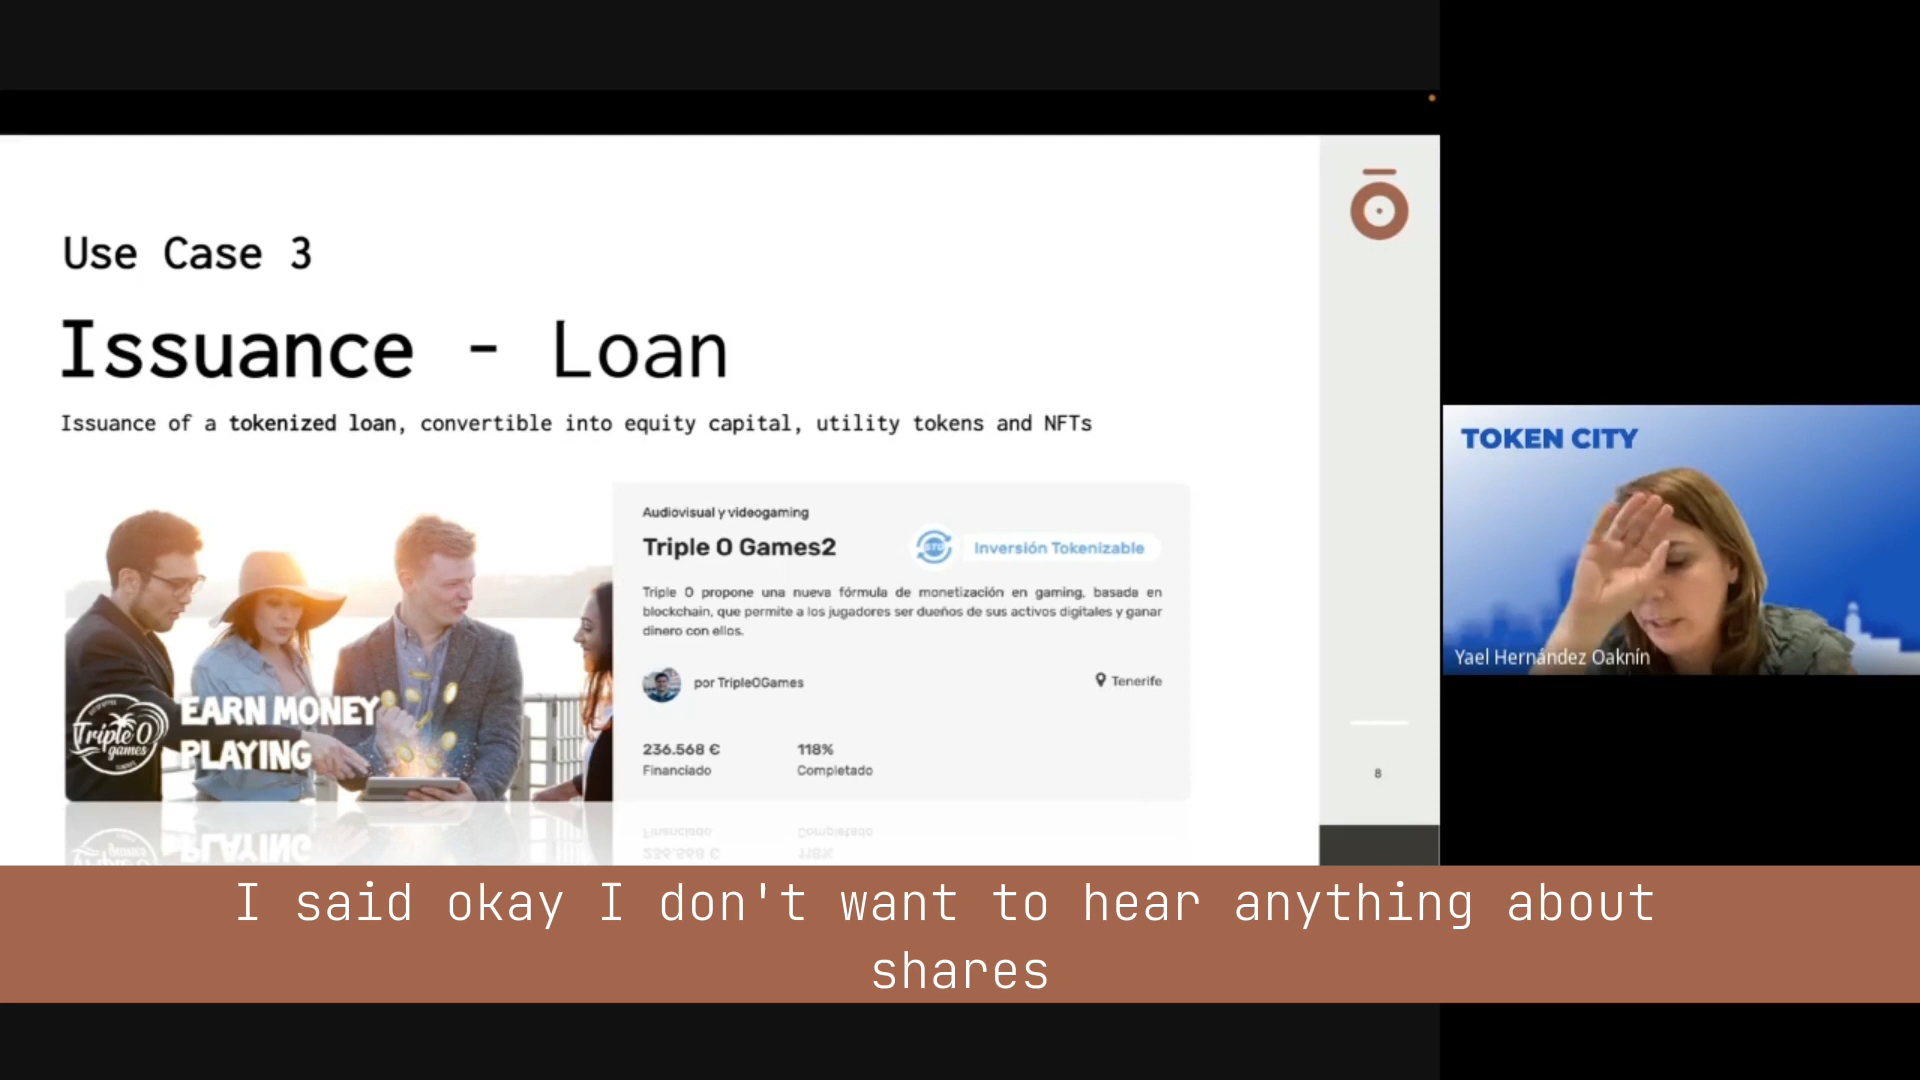 Use Case 3
Issuance - Loan
Issuance of a tokenized loan, convertible into equity capital, utility tokens and NFTs
Triple O
games
EARN MONEY
PLAYING
Audiovisual y videogaming
Triple O Games2
STO
Inversión Tokenizable
Triple O propone una nueva fórmula de monetización en gaming, basada en
blockchain, que permite a los jugadores ser dueños de sus activos digitales y ganar
dinero con ellos.
por TripleOGames
Tenerife
236.568 €
118%
Financiado
Completado
8
TOKEN CITY
Yael Hernández Oaknín
I said okay I don't want to hear anything about
shares